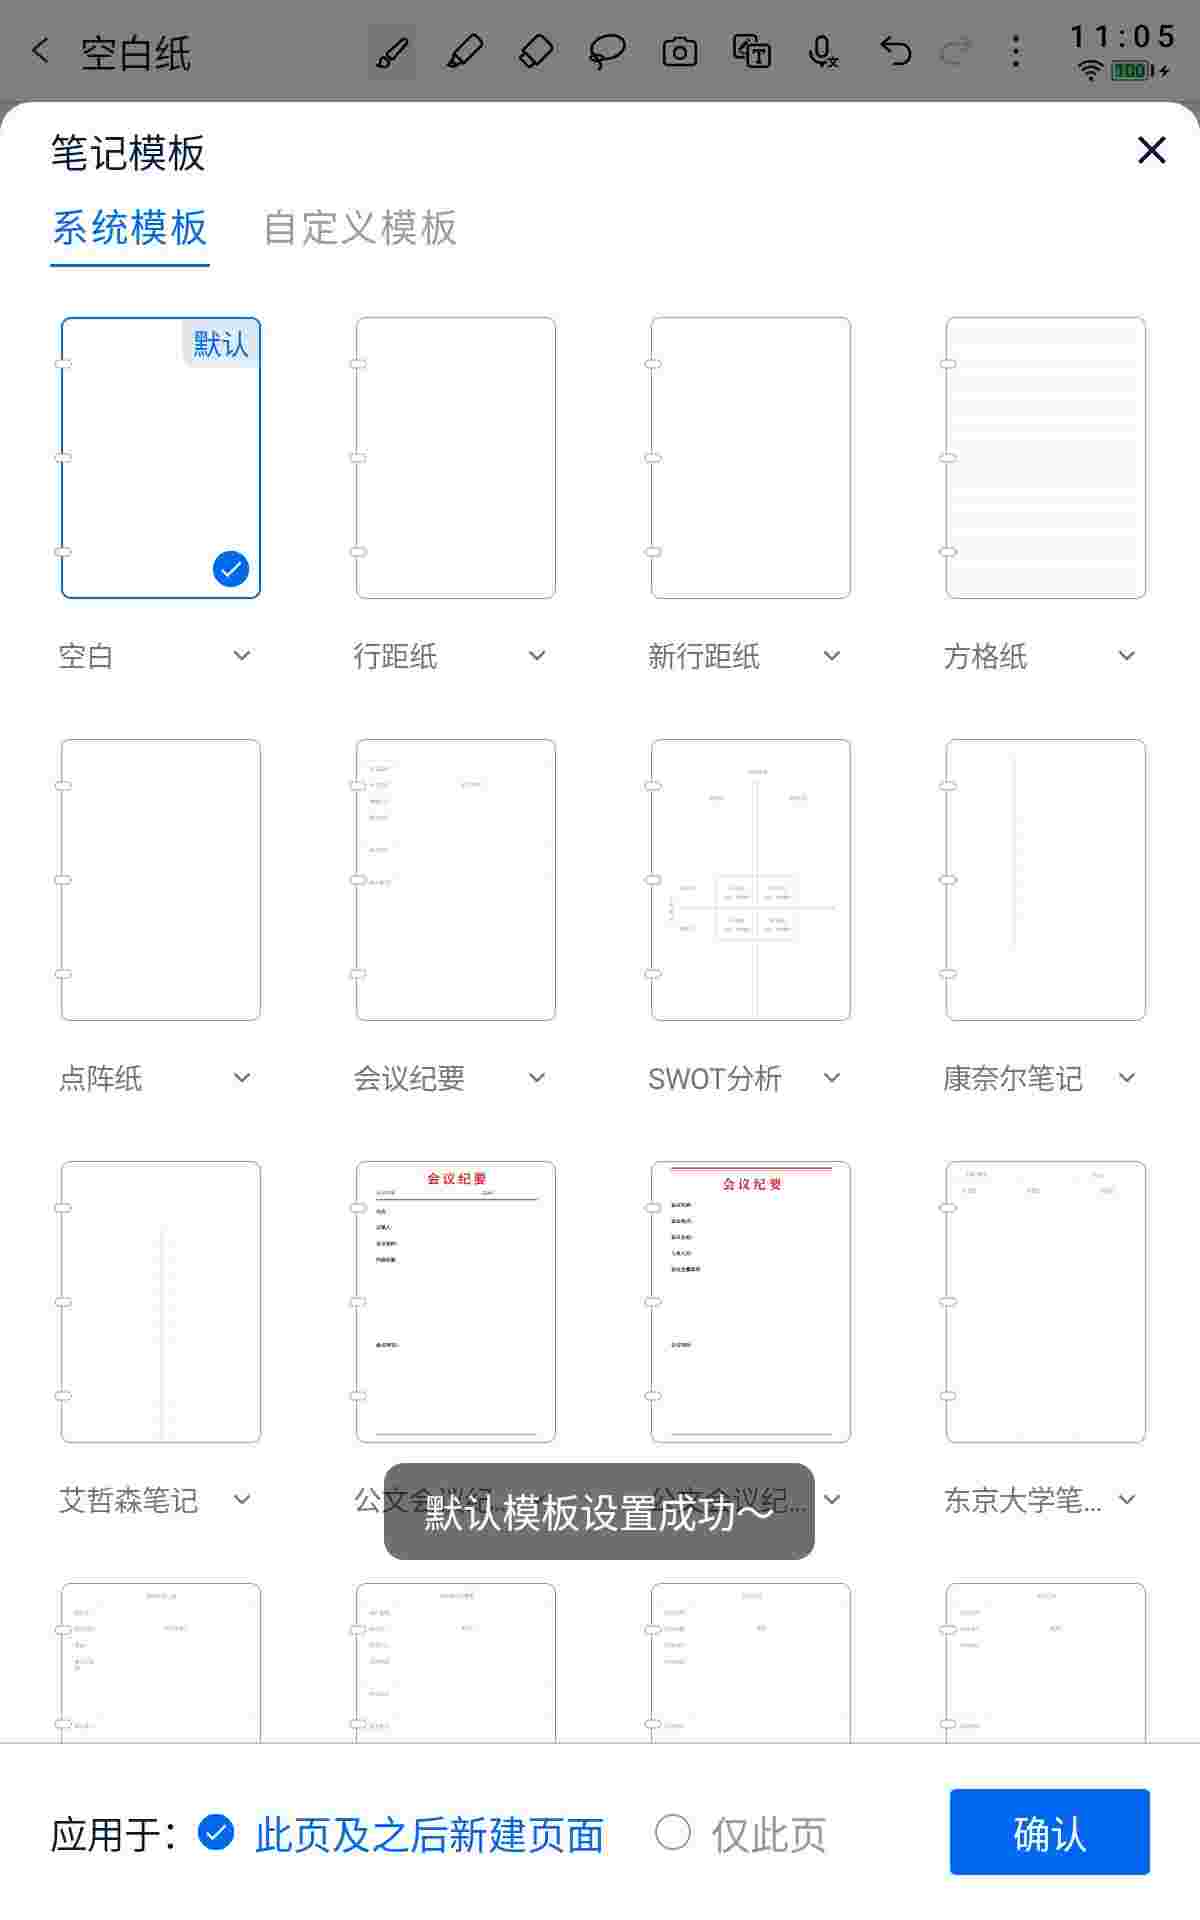 空白纸
11:05
100
笔记模板
系统模板
自定义模板
默认
空白
行距纸
新行距纸
方格纸
点阵纸
会议纪要
SWOT分析
康奈尔笔记
会议纪要
会议纪要
艾哲森笔记
公文会议纪...
公文会议纪...
东京大学笔...
默认模板设置成功～
应用于：
此页及之后新建页面
仅此页
确认